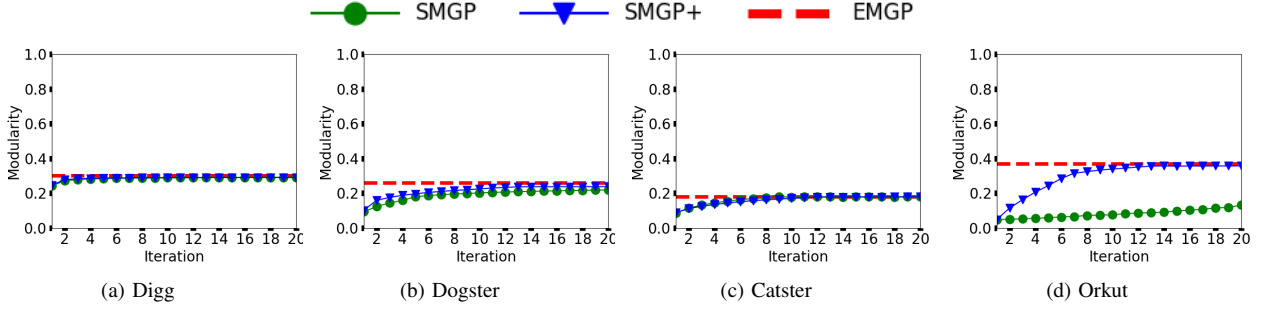 SMGP SMGP+ EMGP
1.0 0.8 0.6 0.4 0.2 0.0
Modularity
2 4 6 8 10 12 14 16 18 20
Iteration
(a) Digg
1.0 0.8 0.6 0.4 0.2 0.0
Modularity
2 4 6 8 10 12 14 16 18 20
Iteration
(b) Dogster
1.0 0.8 0.6 0.4 0.2 0.0
Modularity
2 4 6 8 10 12 14 16 18 20
Iteration
(c) Catster
1.0 0.8 0.6 0.4 0.2 0.0
Modularity
2 4 6 8 10 12 14 16 18 20
Iteration
(d) Orkut